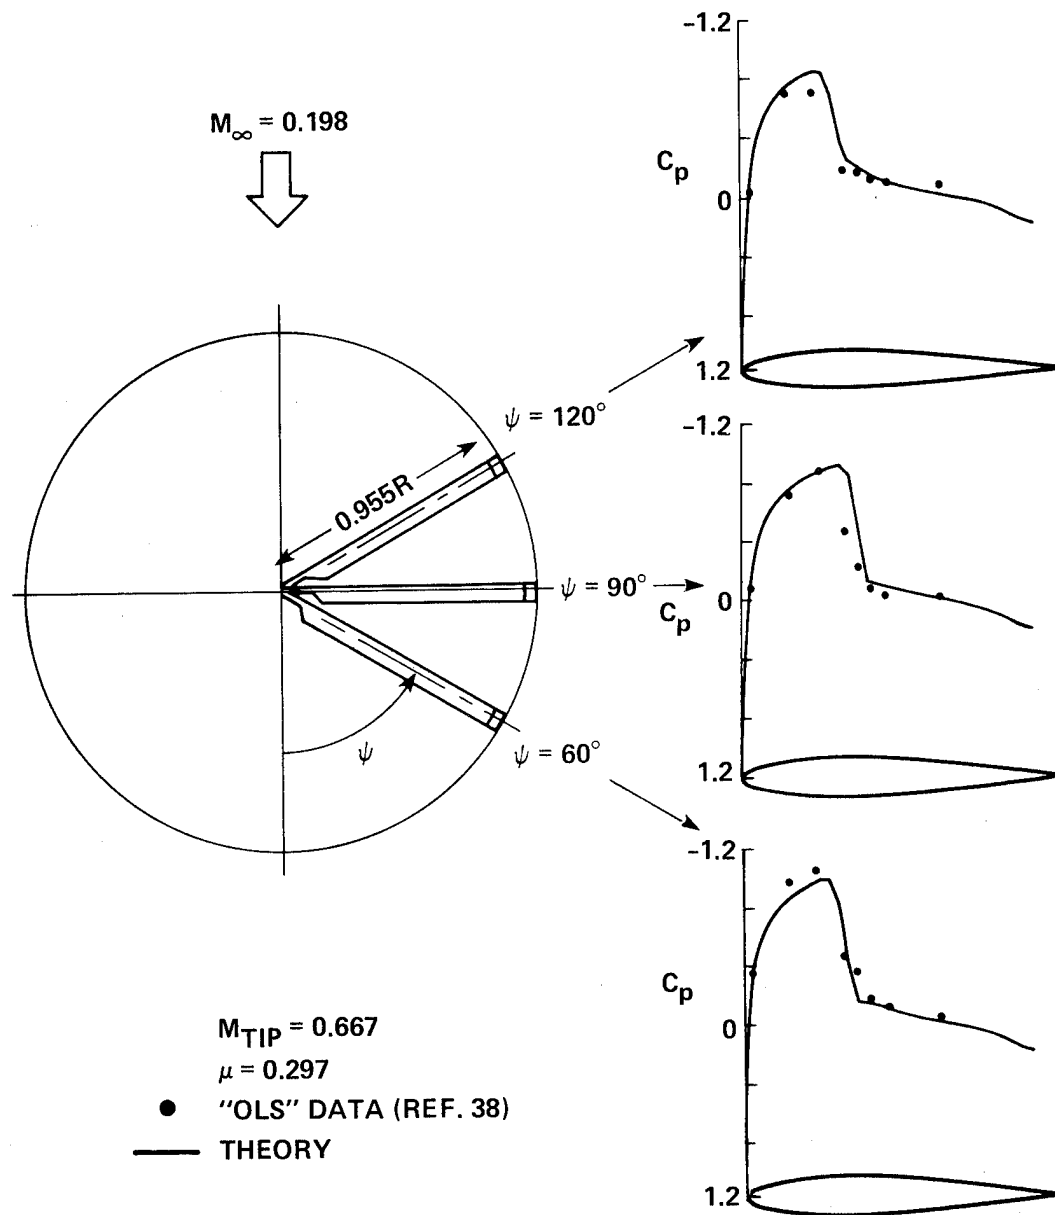 M∞ = 0.198
0.955R
ψ
ψ = 120°
ψ = 90°
ψ = 60°
-1.2
Cp
0
1.2
-1.2
Cp
0
1.2
-1.2
Cp
0
1.2
MTIP = 0.667
μ = 0.297
● "OLS" DATA (REF. 38)
THEORY